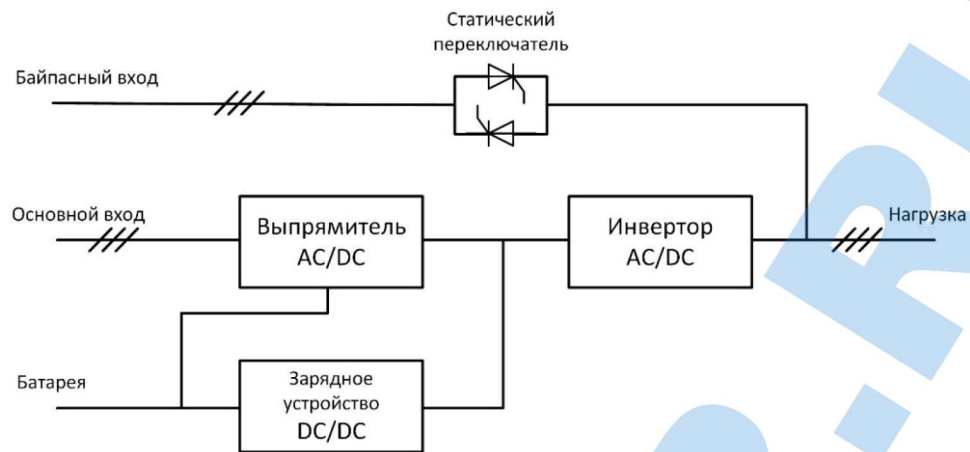 Статический
переключатель
Байпасный вход
Основной вход
Выпрямитель
AC/DC
Инвертор
AC/DC
Нагрузка
Батарея
Зарядное
устройство
DC/DC